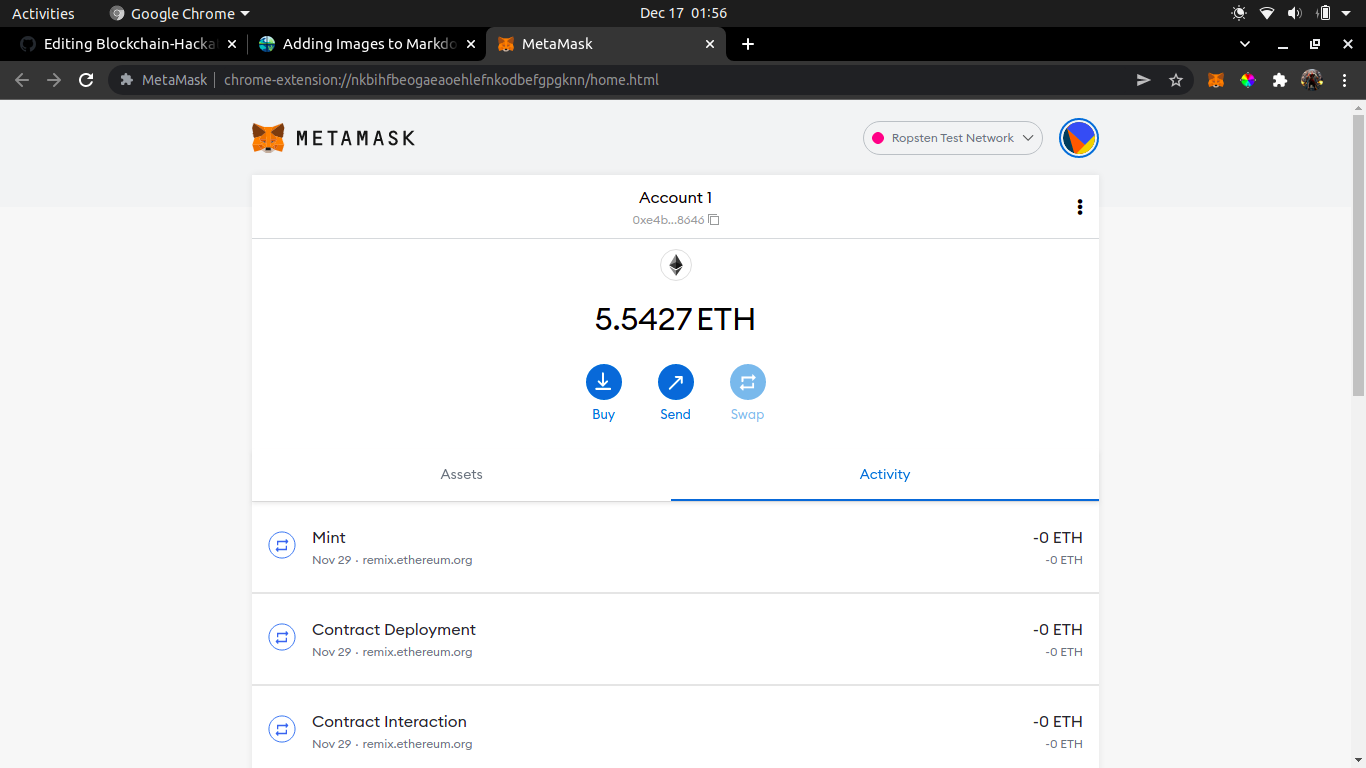 Activities Google Chrome Dec 17 01:56
Editing Blockchain-Hacka Adding Images to Markdo MetaMask
MetaMask chrome-extension://nkbihfbeogaeaoehlefnkodbefgpgknn/home.html
METAMASK Ropsten Test Network
Account 1
0xe4b...8646
5.5427 ETH
Buy Send Swap
Assets Activity
Mint -0 ETH
Nov 29 · remix.ethereum.org -0 ETH
Contract Deployment -0 ETH
Nov 29 · remix.ethereum.org -0 ETH
Contract Interaction -0 ETH
Nov 29 · remix.ethereum.org -0 ETH